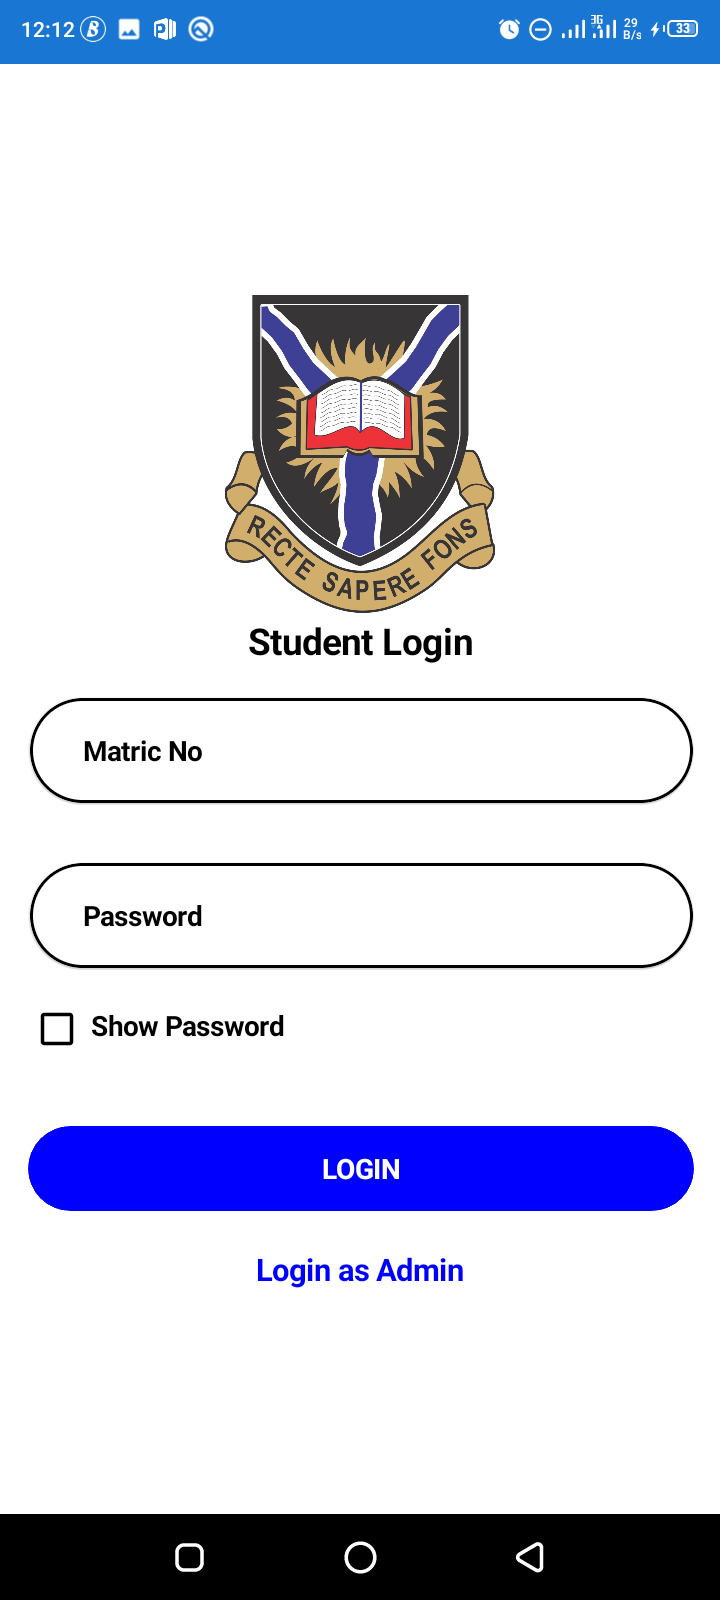 12:12
3G
29
B/s
33
RECTE SAPERE FONS
Student Login
Matric No
Password
Show Password
LOGIN
Login as Admin